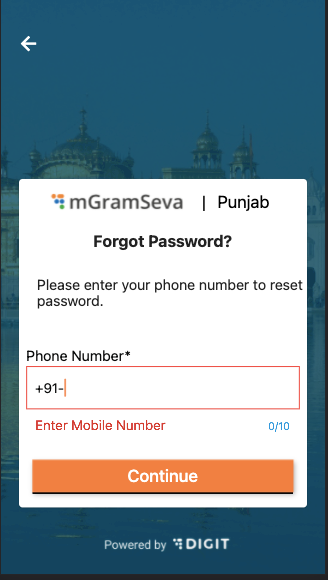 mGramSeva | Punjab
Forgot Password?
Please enter your phone number to reset
password.
Phone Number*
+91-
Enter Mobile Number 0/10
Continue
Powered by DIGIT